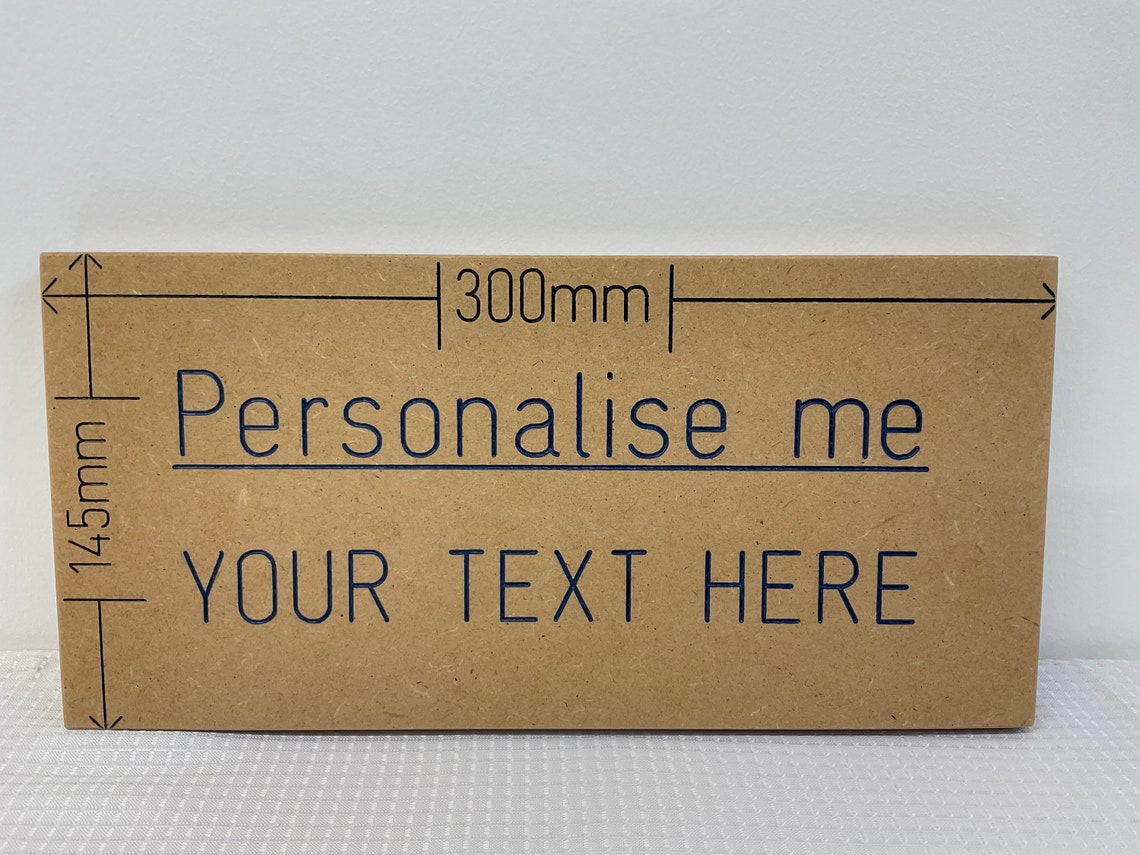 300mm
Personalise me
145mm
YOUR TEXT HERE